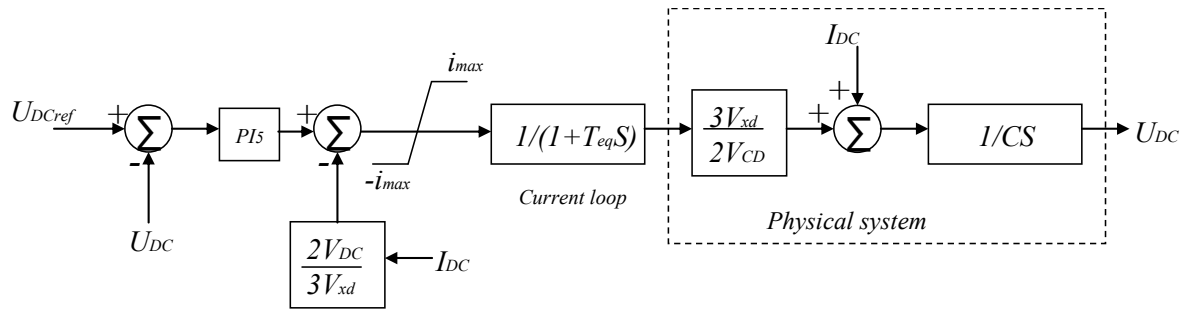 U_DCref
+
Σ
-
U_DC
PI5
+
Σ
-
2V_DC
3V_xd
I_DC
i_max
-i_max
1/(1+T_eqS)
Current loop
3V_xd
2V_CD
I_DC
+
+
Σ
1/CS
U_DC
Physical system